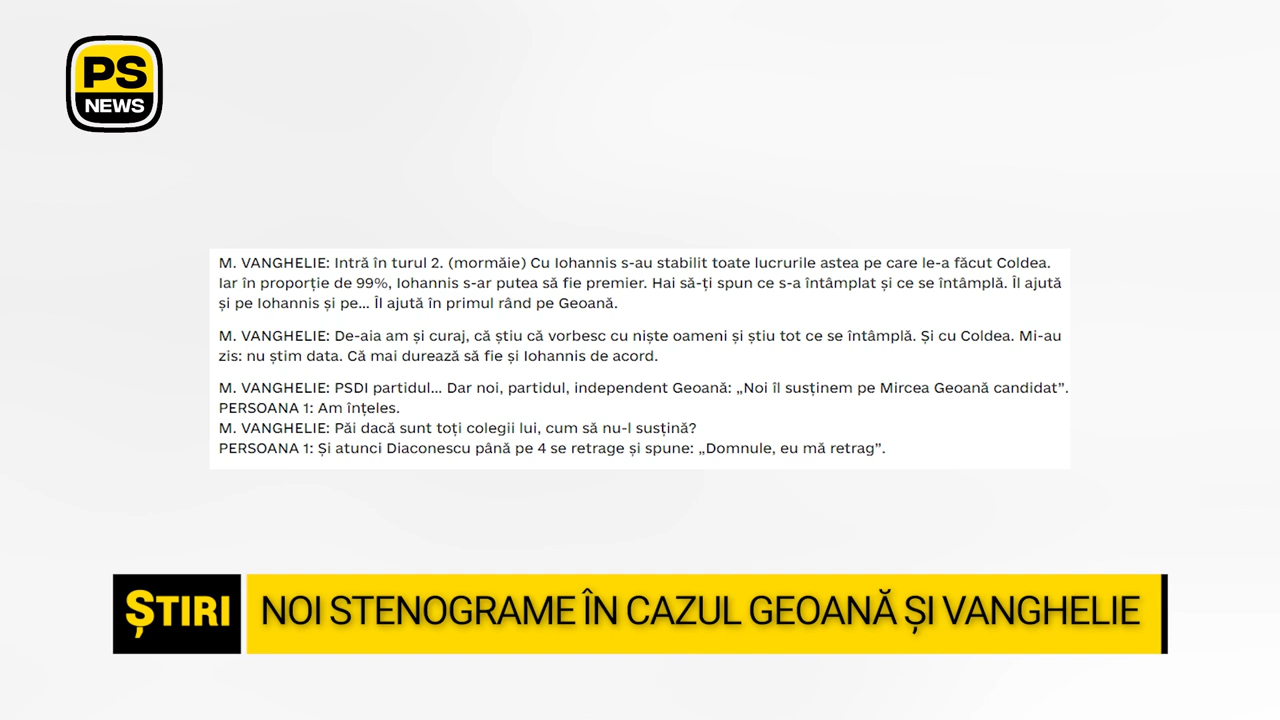 PS
NEWS
M. VANGHELIE: Intră în turul 2. (mormăie) Cu Iohannis s-au stabilit toate lucrurile astea pe care le-a făcut Coldea.
Iar în proporție de 99%, Iohannis s-ar putea să fie premier. Hai să-ți spun ce s-a întâmplat și ce se întâmplă. Îl ajută
și pe Iohannis și pe... Îl ajută în primul rând pe Geoană.
M. VANGHELIE: De-aia am și curaj, că știu că vorbesc cu niște oameni și știu tot ce se întâmplă. Și cu Coldea. Mi-au
zis: nu știm data. Că mai durează să fie și Iohannis de acord.
M. VANGHELIE: PSDI partidul... Dar noi, partidul, independent Geoană: „Noi îl susținem pe Mircea Geoană candidat”.
PERSOANA 1: Am înțeles.
M. VANGHELIE: Păi dacă sunt toți colegii lui, cum să nu-l susțină?
PERSOANA 1: Și atunci Diaconescu până pe 4 se retrage și spune: „Domnule, eu mă retrag”.
ȘTIRI
NOI STENOGRAME ÎN CAZUL GEOANĂ ȘI VANGHELIE